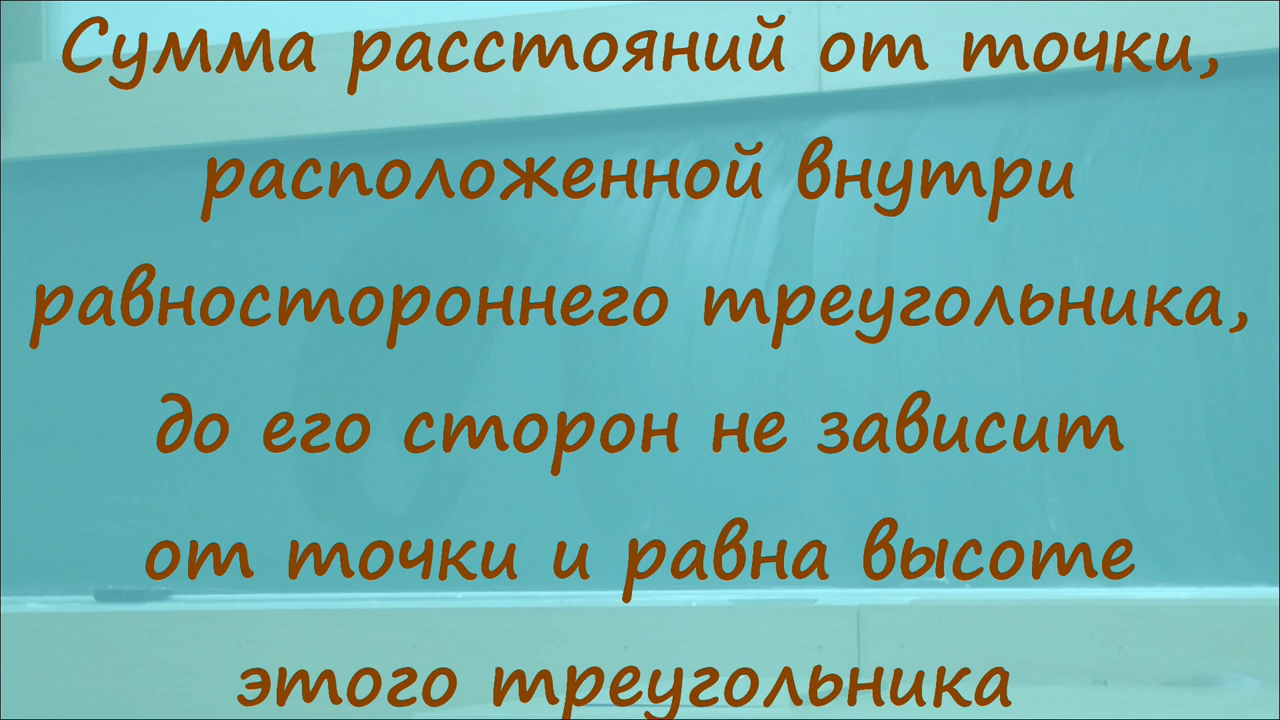 Сумма расстояний от точки,
расположенной внутри
равностороннего треугольника,
до его сторон не зависит
от точки и равна высоте
этого треугольника